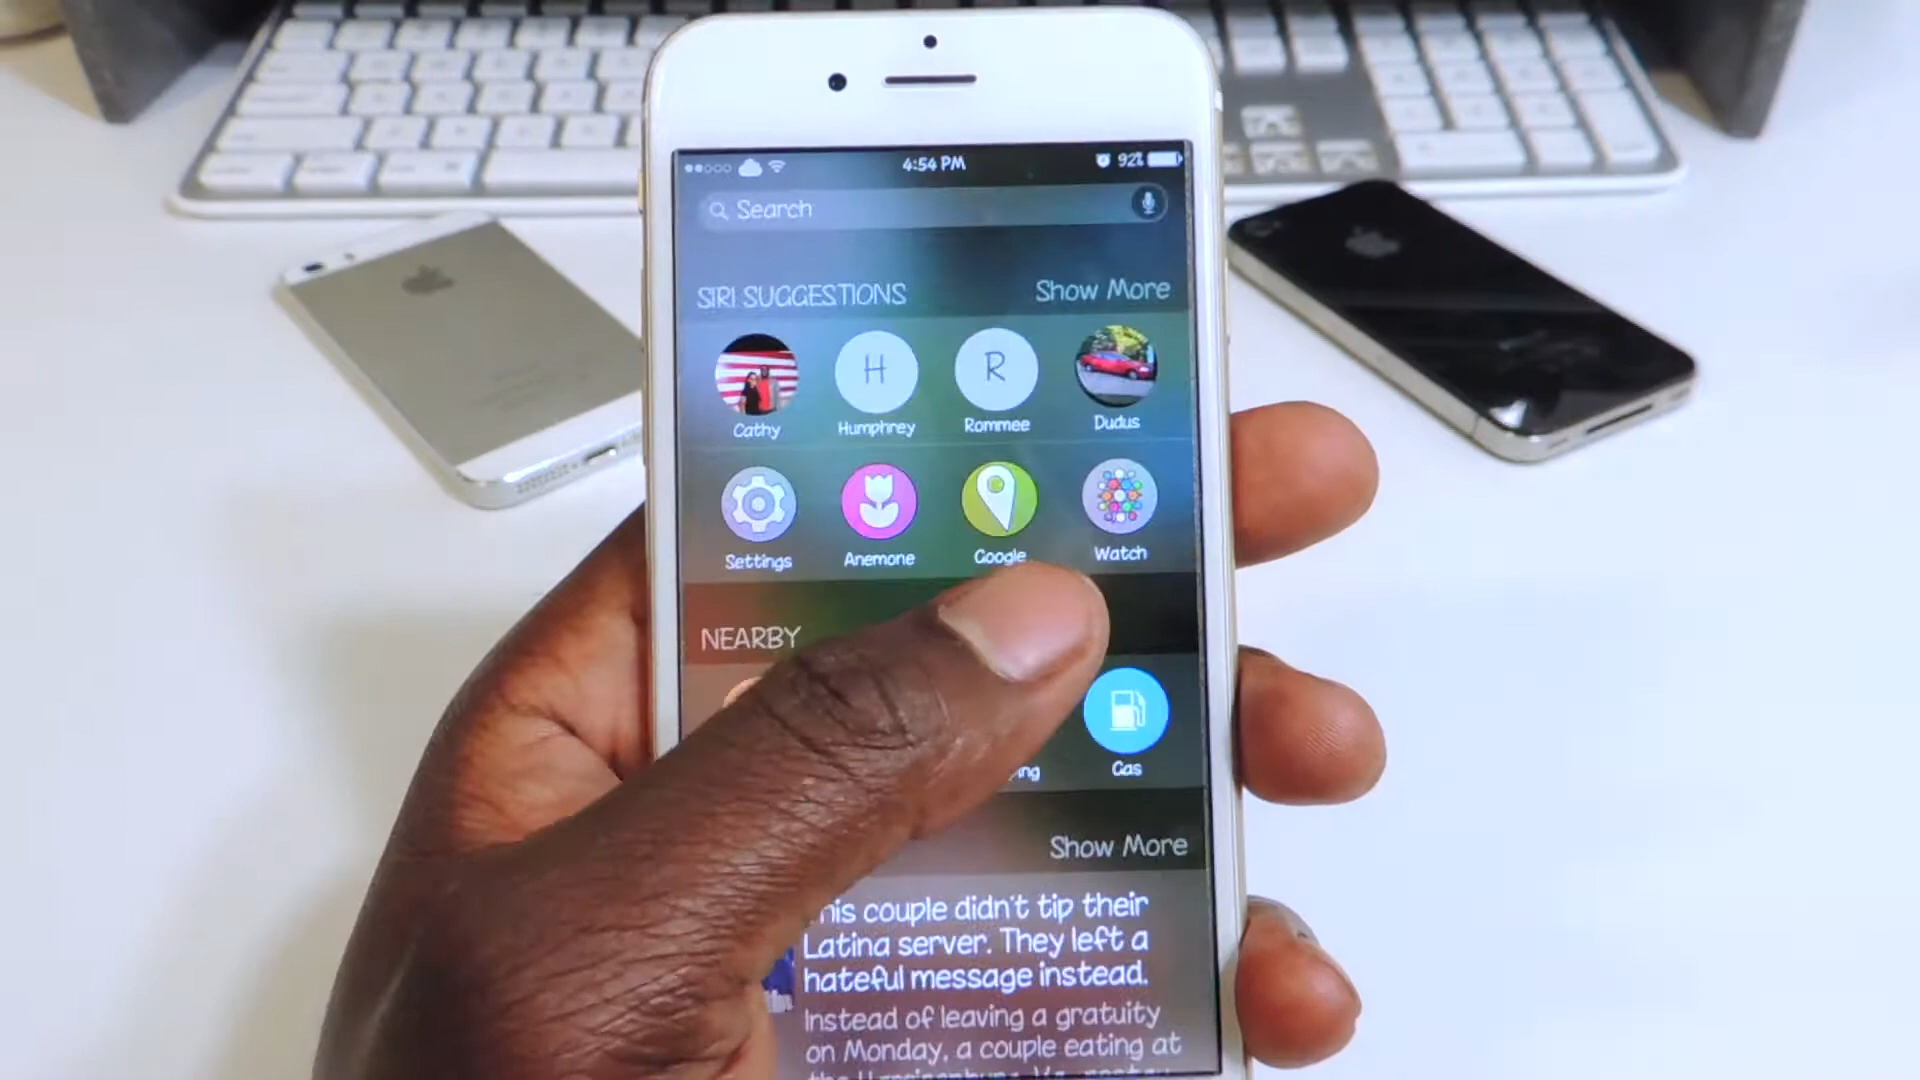 4:54 PM
92%
Search
SIRI SUGGESTIONS
Show More
H
R
Cathy
Humphrey
Rommee
Dudus
Settings
Anemone
Google
Watch
NEARBY
Gas
Show More
his couple didn't tip their
Latina server. They left a
hateful message instead.
Instead of leaving a gratuity
on Monday, a couple eating at